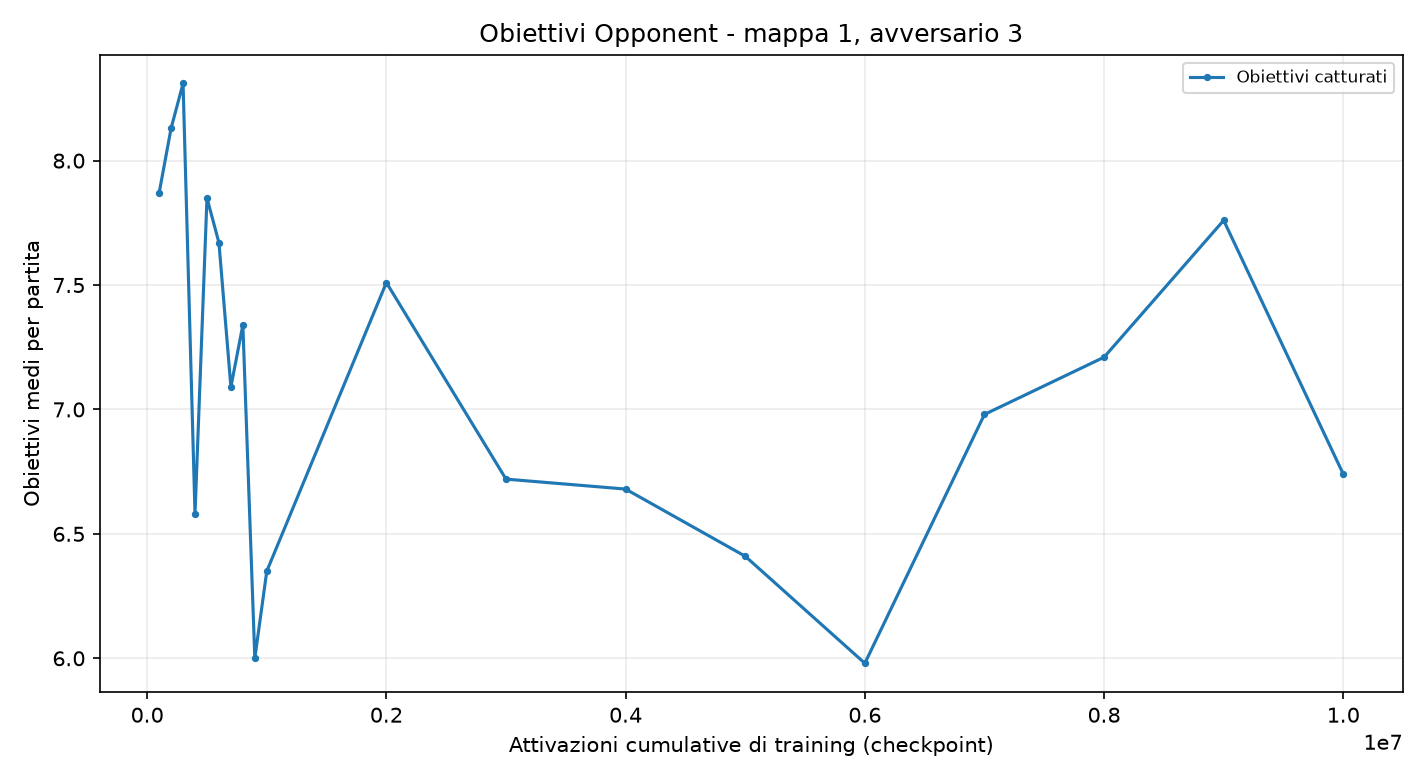 Obiettivi Opponent - mappa 1, avversario 3
Obiettivi catturati
Obiettivi medi per partita
8.0
7.5
7.0
6.5
6.0
0.0 0.2 0.4 0.6 0.8 1.0
1e7
Attivazioni cumulative di training (checkpoint)